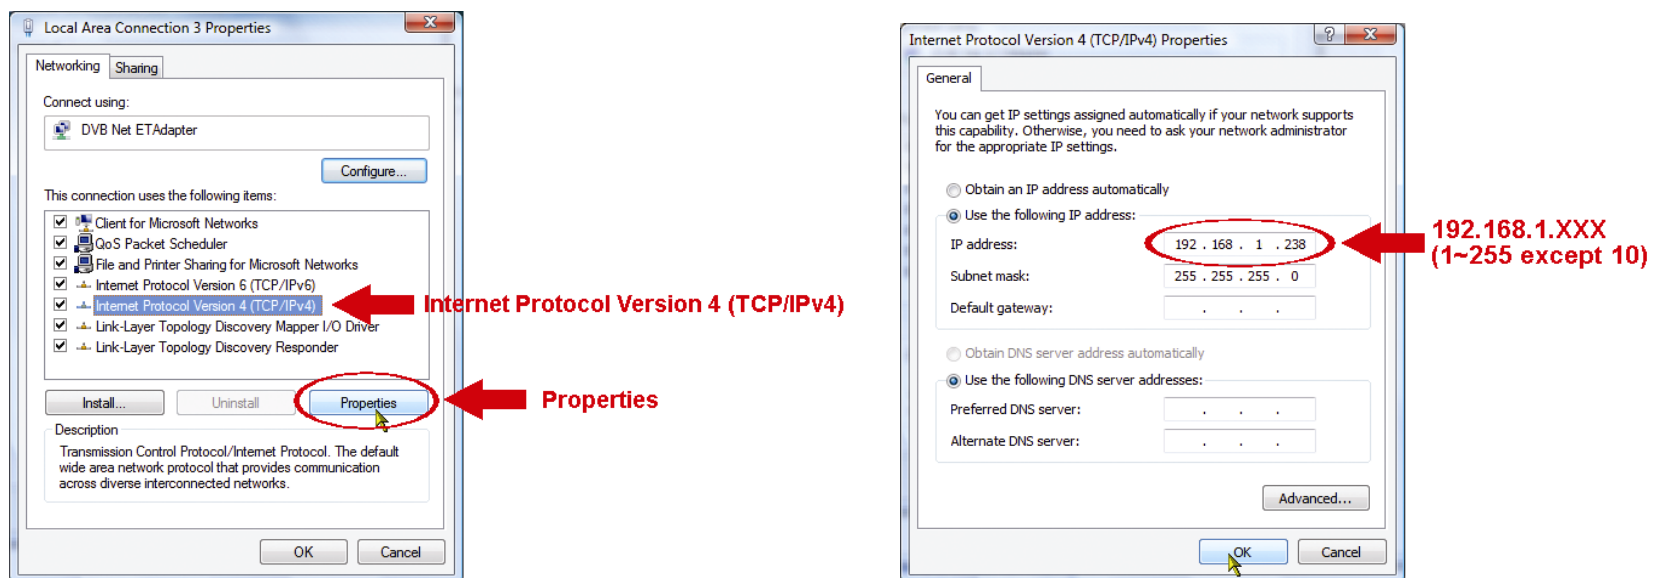 Local Area Connection 3 Properties
X
Networking
Sharing
Connect using:
DVB Net ETAdapter
Configure...
This connection uses the following items:
Client for Microsoft Networks
QoS Packet Scheduler
File and Printer Sharing for Microsoft Networks
Internet Protocol Version 6 (TCP/IPv6)
Internet Protocol Version 4 (TCP/IPv4)
Link-Layer Topology Discovery Mapper I/O Driver
Link-Layer Topology Discovery Responder
Internet Protocol Version 4 (TCP/IPv4)
Install...
Uninstall
Properties
Properties
Description
Transmission Control Protocol/Internet Protocol. The default
wide area network protocol that provides communication
across diverse interconnected networks.
OK
Cancel
Internet Protocol Version 4 (TCP/IPv4) Properties
?
X
General
You can get IP settings assigned automatically if your network supports
this capability. Otherwise, you need to ask your network administrator
for the appropriate IP settings.
Obtain an IP address automatically
Use the following IP address:
IP address:
192 . 168 . 1 . 238
192.168.1.XXX
(1~255 except 10)
Subnet mask:
255 . 255 . 255 . 0
Default gateway:
. . .
Obtain DNS server address automatically
Use the following DNS server addresses:
Preferred DNS server:
. . .
Alternate DNS server:
. . .
Advanced...
OK
Cancel